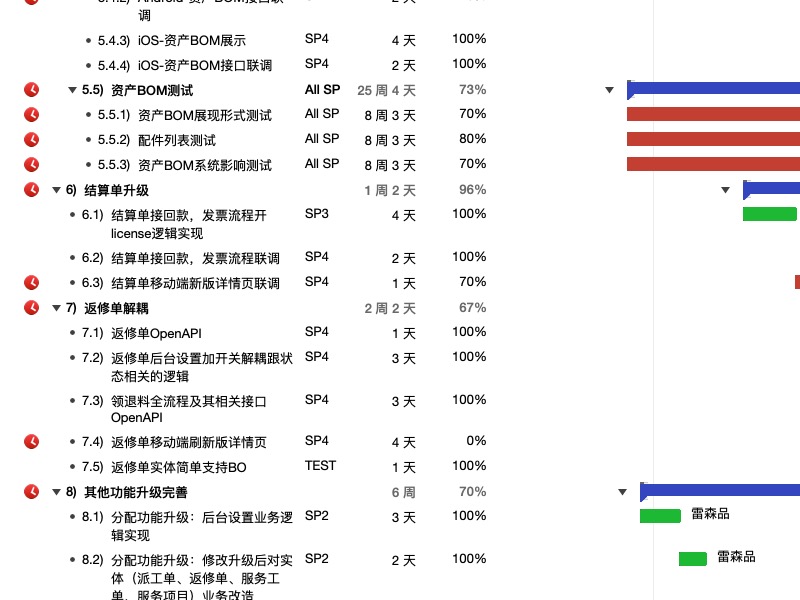 调
5.4.3) iOS-资产BOM展示 SP4 4 天 100%
5.4.4) iOS-资产BOM接口联调 SP4 2 天 100%
5.5) 资产BOM测试 All SP 25 周 4 天 73%
5.5.1) 资产BOM展现形式测试 All SP 8 周 3 天 70%
5.5.2) 配件列表测试 All SP 8 周 3 天 80%
5.5.3) 资产BOM系统影响测试 All SP 8 周 3 天 70%
6) 结算单升级 1 周 2 天 96%
6.1) 结算单接回款，发票流程开 SP3 4 天 100%
license逻辑实现
6.2) 结算单接回款，发票流程联调 SP4 2 天 100%
6.3) 结算单移动端新版详情页联调 SP4 1 天 70%
7) 返修单解耦 2 周 2 天 67%
7.1) 返修单OpenAPI SP4 1 天 100%
7.2) 返修单后台设置加开关解耦跟状 SP4 3 天 100%
态相关的逻辑
7.3) 领退料全流程及其相关接口 SP4 3 天 100%
OpenAPI
7.4) 返修单移动端刷新版详情页 SP4 4 天 0%
7.5) 返修单实体简单支持BO TEST 1 天 100%
8) 其他功能升级完善 6 周 70%
8.1) 分配功能升级：后台设置业务逻 SP2 3 天 100% 雷森品
辑实现
8.2) 分配功能升级：修改升级后对实 SP2 2 天 100% 雷森品
体（派工单、返修单、服务工
单、服务项目）业务改造